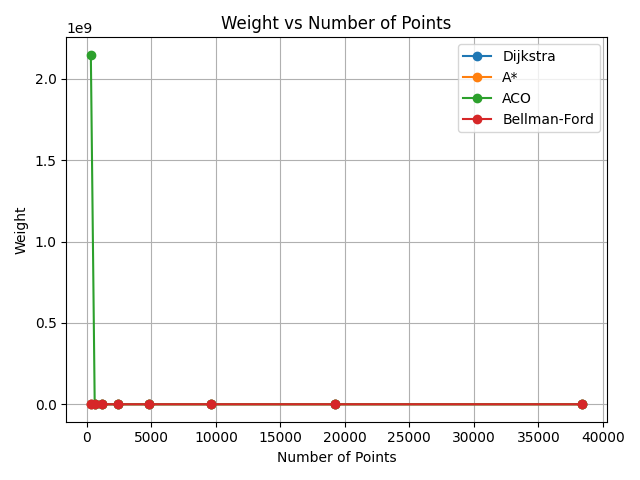 Weight vs Number of Points
1e9
Dijkstra
A*
ACO
Bellman-Ford
2.0
1.5
1.0
0.5
0.0
Weight
0 5000 10000 15000 20000 25000 30000 35000 40000
Number of Points